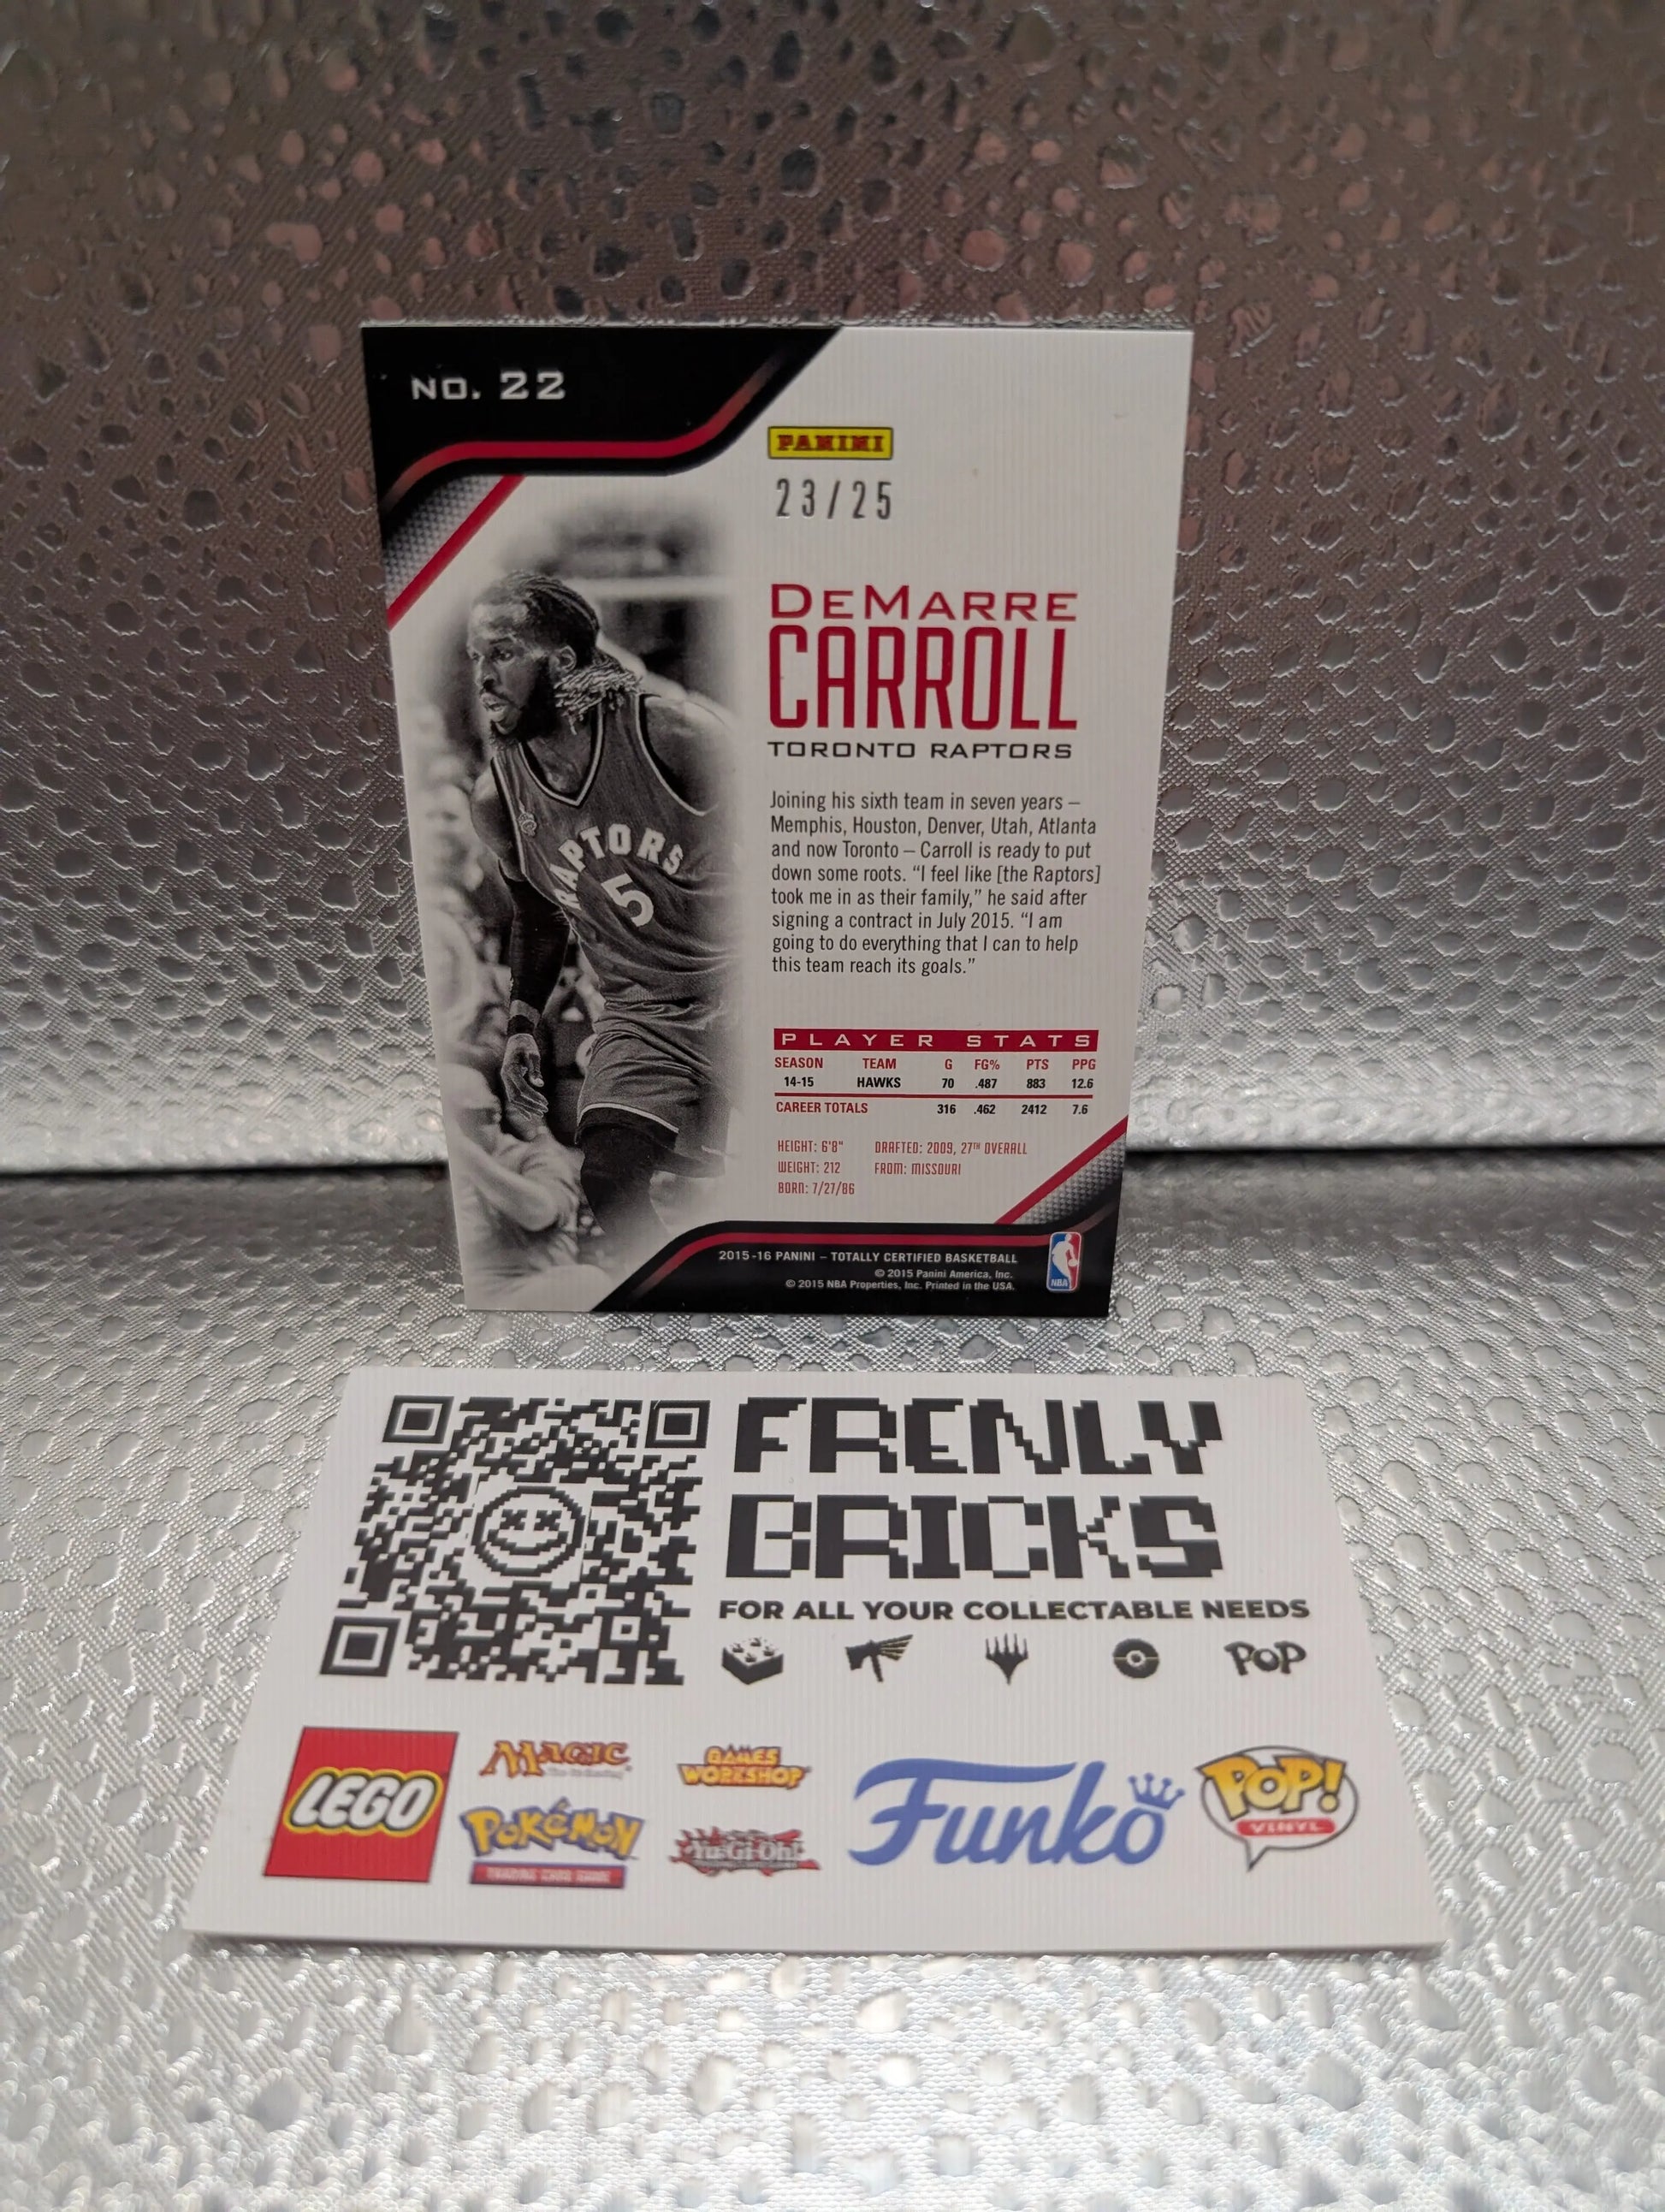 NO. 22
PANINI
23/25
DEMARRE
CARROLL
TORONTO RAPTORS
RAPTORS
5
Joining his sixth team in seven years –
Memphis, Houston, Denver, Utah, Atlanta
and now Toronto – Carroll is ready to put
down some roots. “I feel like [the Raptors]
took me in as their family,” he said after
signing a contract in July 2015. “I am
going to do everything that I can to help
this team reach its goals.”
PLAYER STATS
SEASON TEAM G FG% PTS PPG
14-15 HAWKS 70 .487 883 12.6
CAREER TOTALS 316 .462 2412 7.6
HEIGHT: 6'8" DRAFTED: 2009, 27TH OVERALL
WEIGHT: 212 FROM: MISSOURI
BORN: 7/27/86
2015-16 PANINI – TOTALLY CERTIFIED BASKETBALL
© 2015 Panini America, Inc.
© 2015 NBA Properties, Inc. Printed in the USA.
NBA
FRENLY
BRICKS
FOR ALL YOUR COLLECTABLE NEEDS
POP
LEGO
MAGIC
The Gathering
POKéMON
TRADING CARD GAME
GAMES
WORKSHOP
Yu-Gi-Oh!
Funko
POP!
VINYL